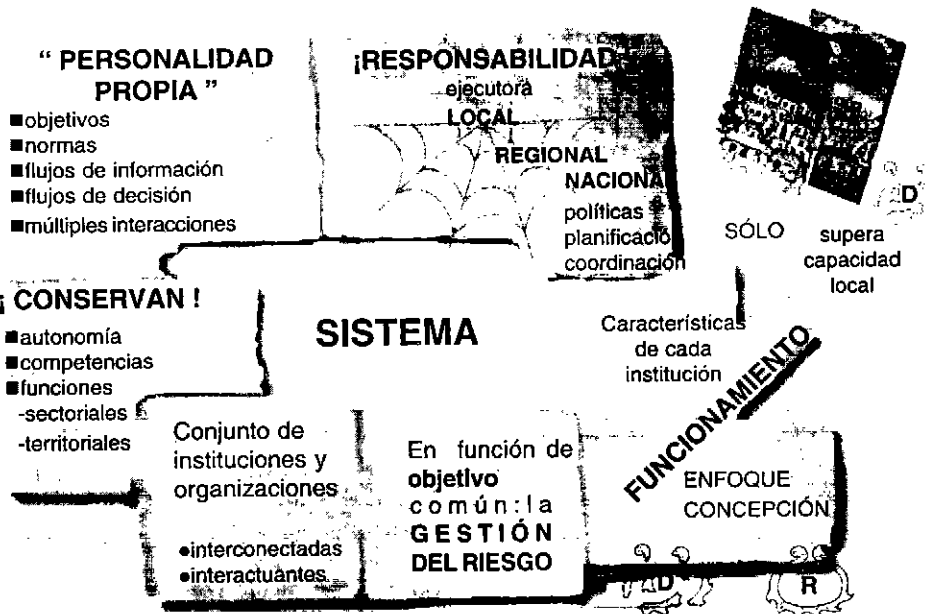 “ PERSONALIDAD
PROPIA ”
■objetivos
■normas
■flujos de información
■flujos de decisión
■múltiples interacciones
¡RESPONSABILIDAD
ejecutora
LOCAL
REGIONAL
NACIONAL
políticas
planificació
coordinación
D
SÓLO
supera
capacidad
local
¡ CONSERVAN !
■autonomía
■competencias
■funciones
-sectoriales
-territoriales
SISTEMA
Características
de cada
institución
FUNCIONAMIENTO
Conjunto de
instituciones y
organizaciones
●interconectadas
●interactuantes
En función de
objetivo
común:la
GESTIÓN
DEL RIESGO
ENFOQUE
CONCEPCIÓN
D
R